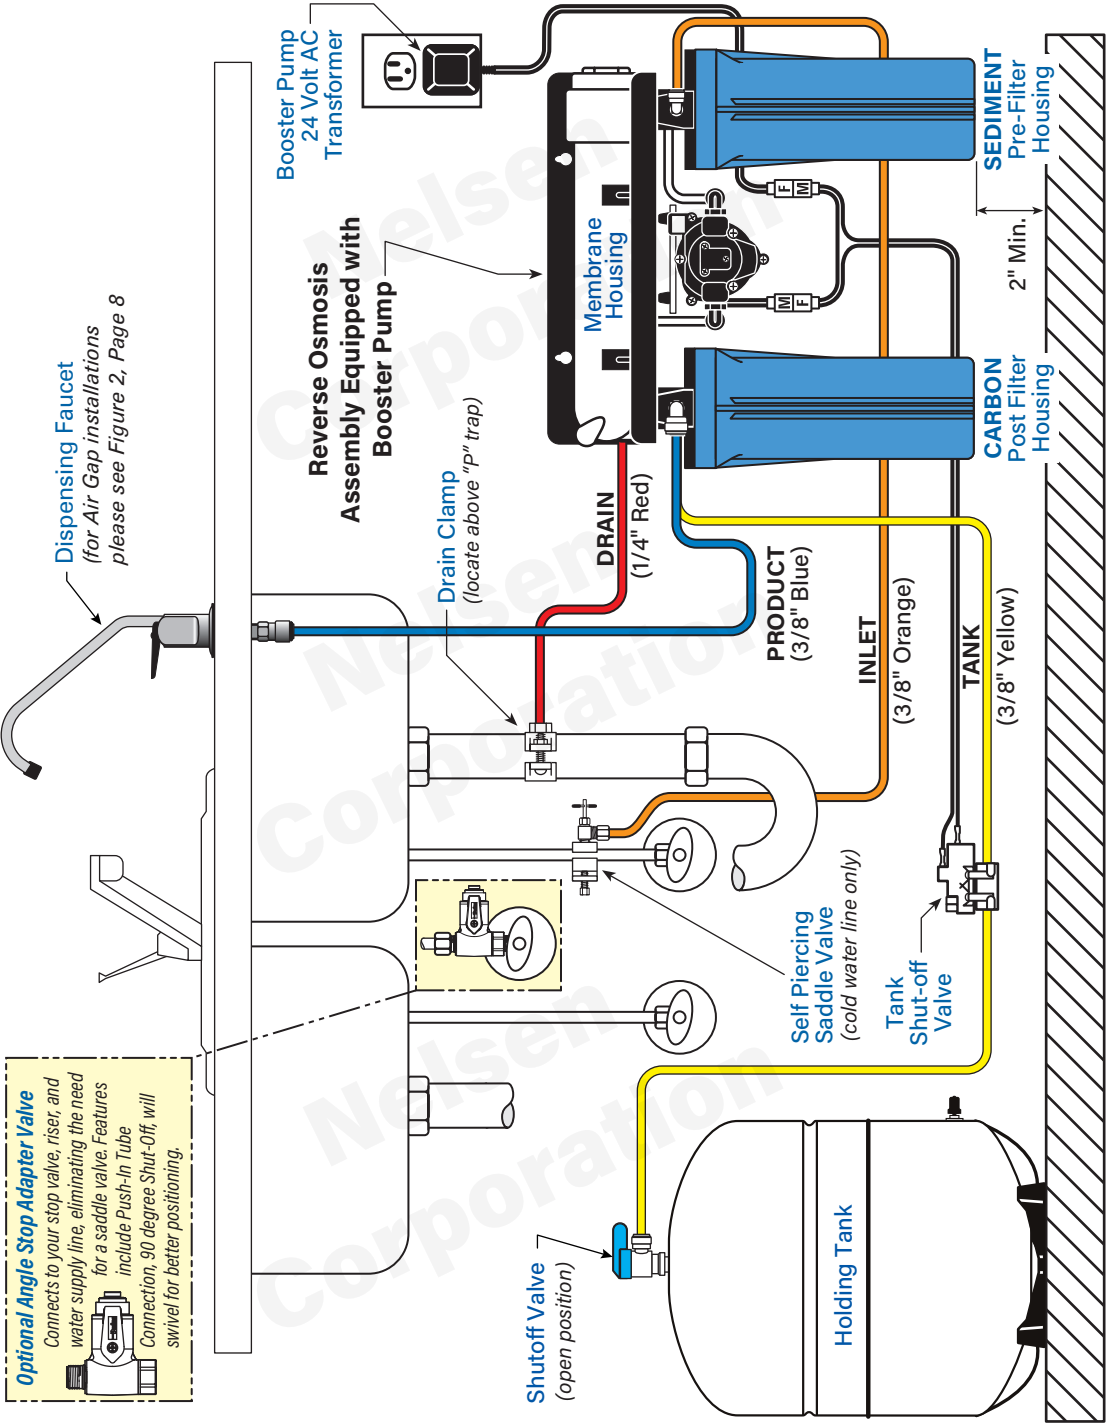 Optional Angle Stop Adapter Valve
Connects to your stop valve, riser, and
water supply line, eliminating the need
for a saddle valve. Features
include Push-In Tube
Connection, 90 degree Shut-Off, will
swivel for better positioning.
Dispensing Faucet
(for Air Gap installations
please see Figure 2, Page 8
Booster Pump
24 Volt AC
Transformer
Reverse Osmosis
Assembly Equipped with
Booster Pump
Drain Clamp
(locate above "P" trap)
Membrane
Housing
DRAIN
(1/4" Red)
PRODUCT
(3/8" Blue)
INLET
(3/8" Orange)
TANK
(3/8" Yellow)
F
M
M
F
SEDIMENT
Pre-Filter
Housing
2" Min.
CARBON
Post Filter
Housing
Self Piercing
Saddle Valve
(cold water line only)
Tank
Shut-off
Valve
Shutoff Valve
(open position)
Holding Tank
Nelsen
Corporation
Nelsen
Corporation
Nelsen
Corporation